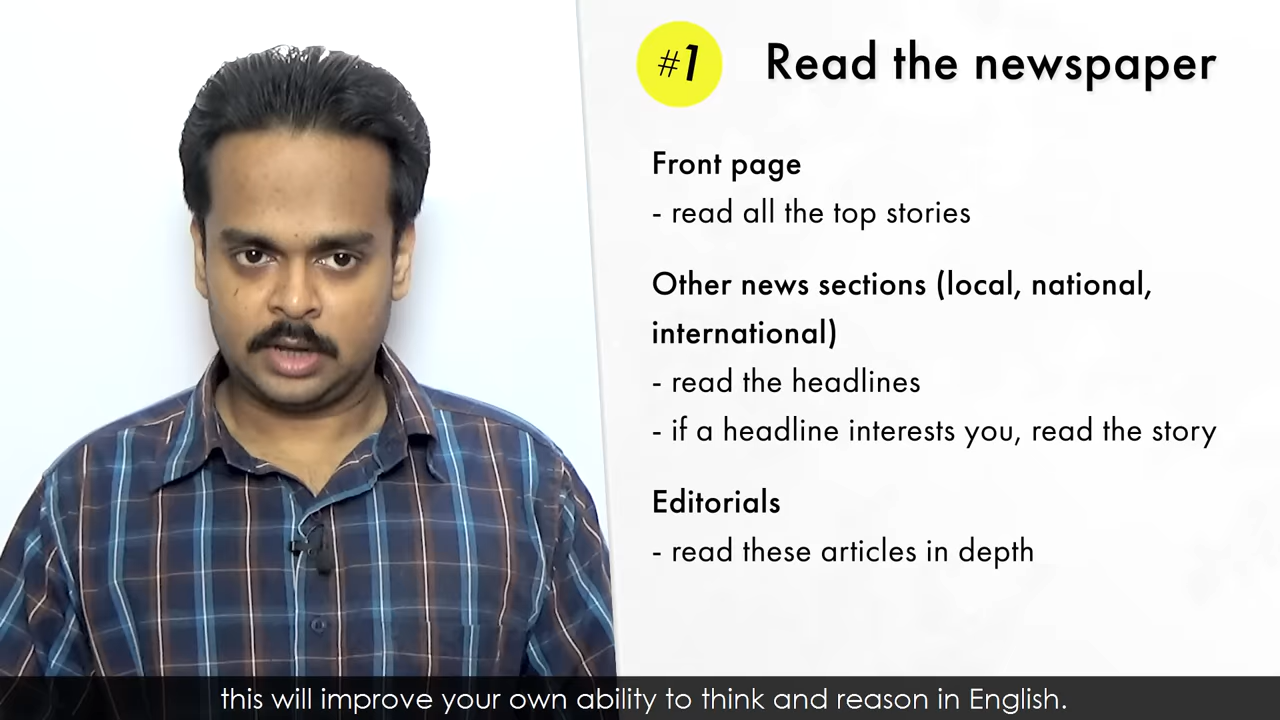 #1 Read the newspaper
Front page
- read all the top stories
Other news sections (local, national,
international)
- read the headlines
- if a headline interests you, read the story
Editorials
- read these articles in depth
this will improve your own ability to think and reason in English.